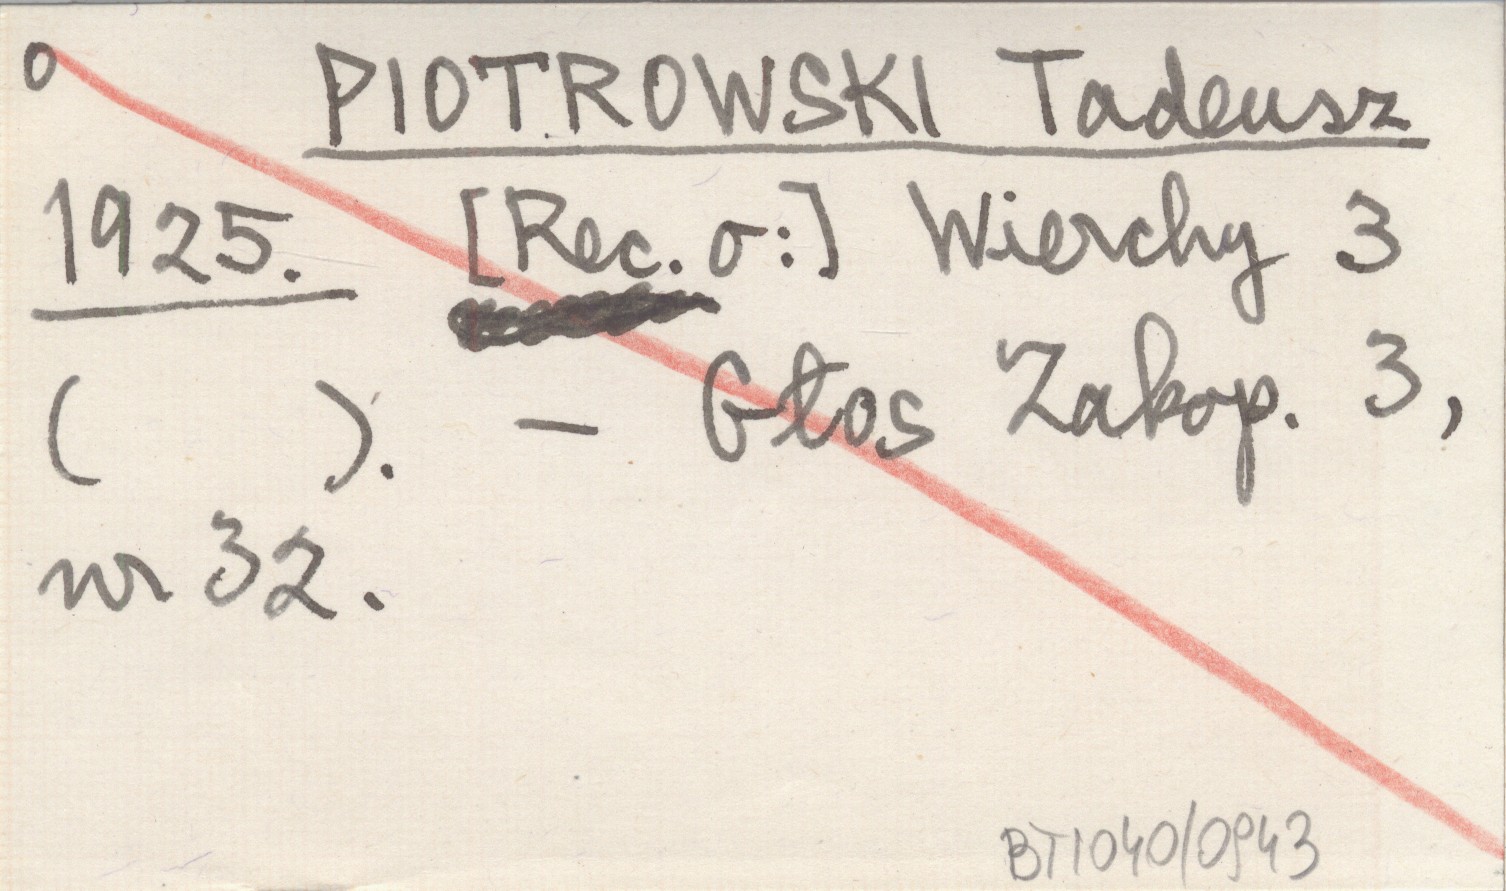 o PIOTROWSKI Tadeusz
1925. [Rec. o:] Wierchy 3
( ). - Głos Zakop. 3,
nr 32.
BT1040/0943